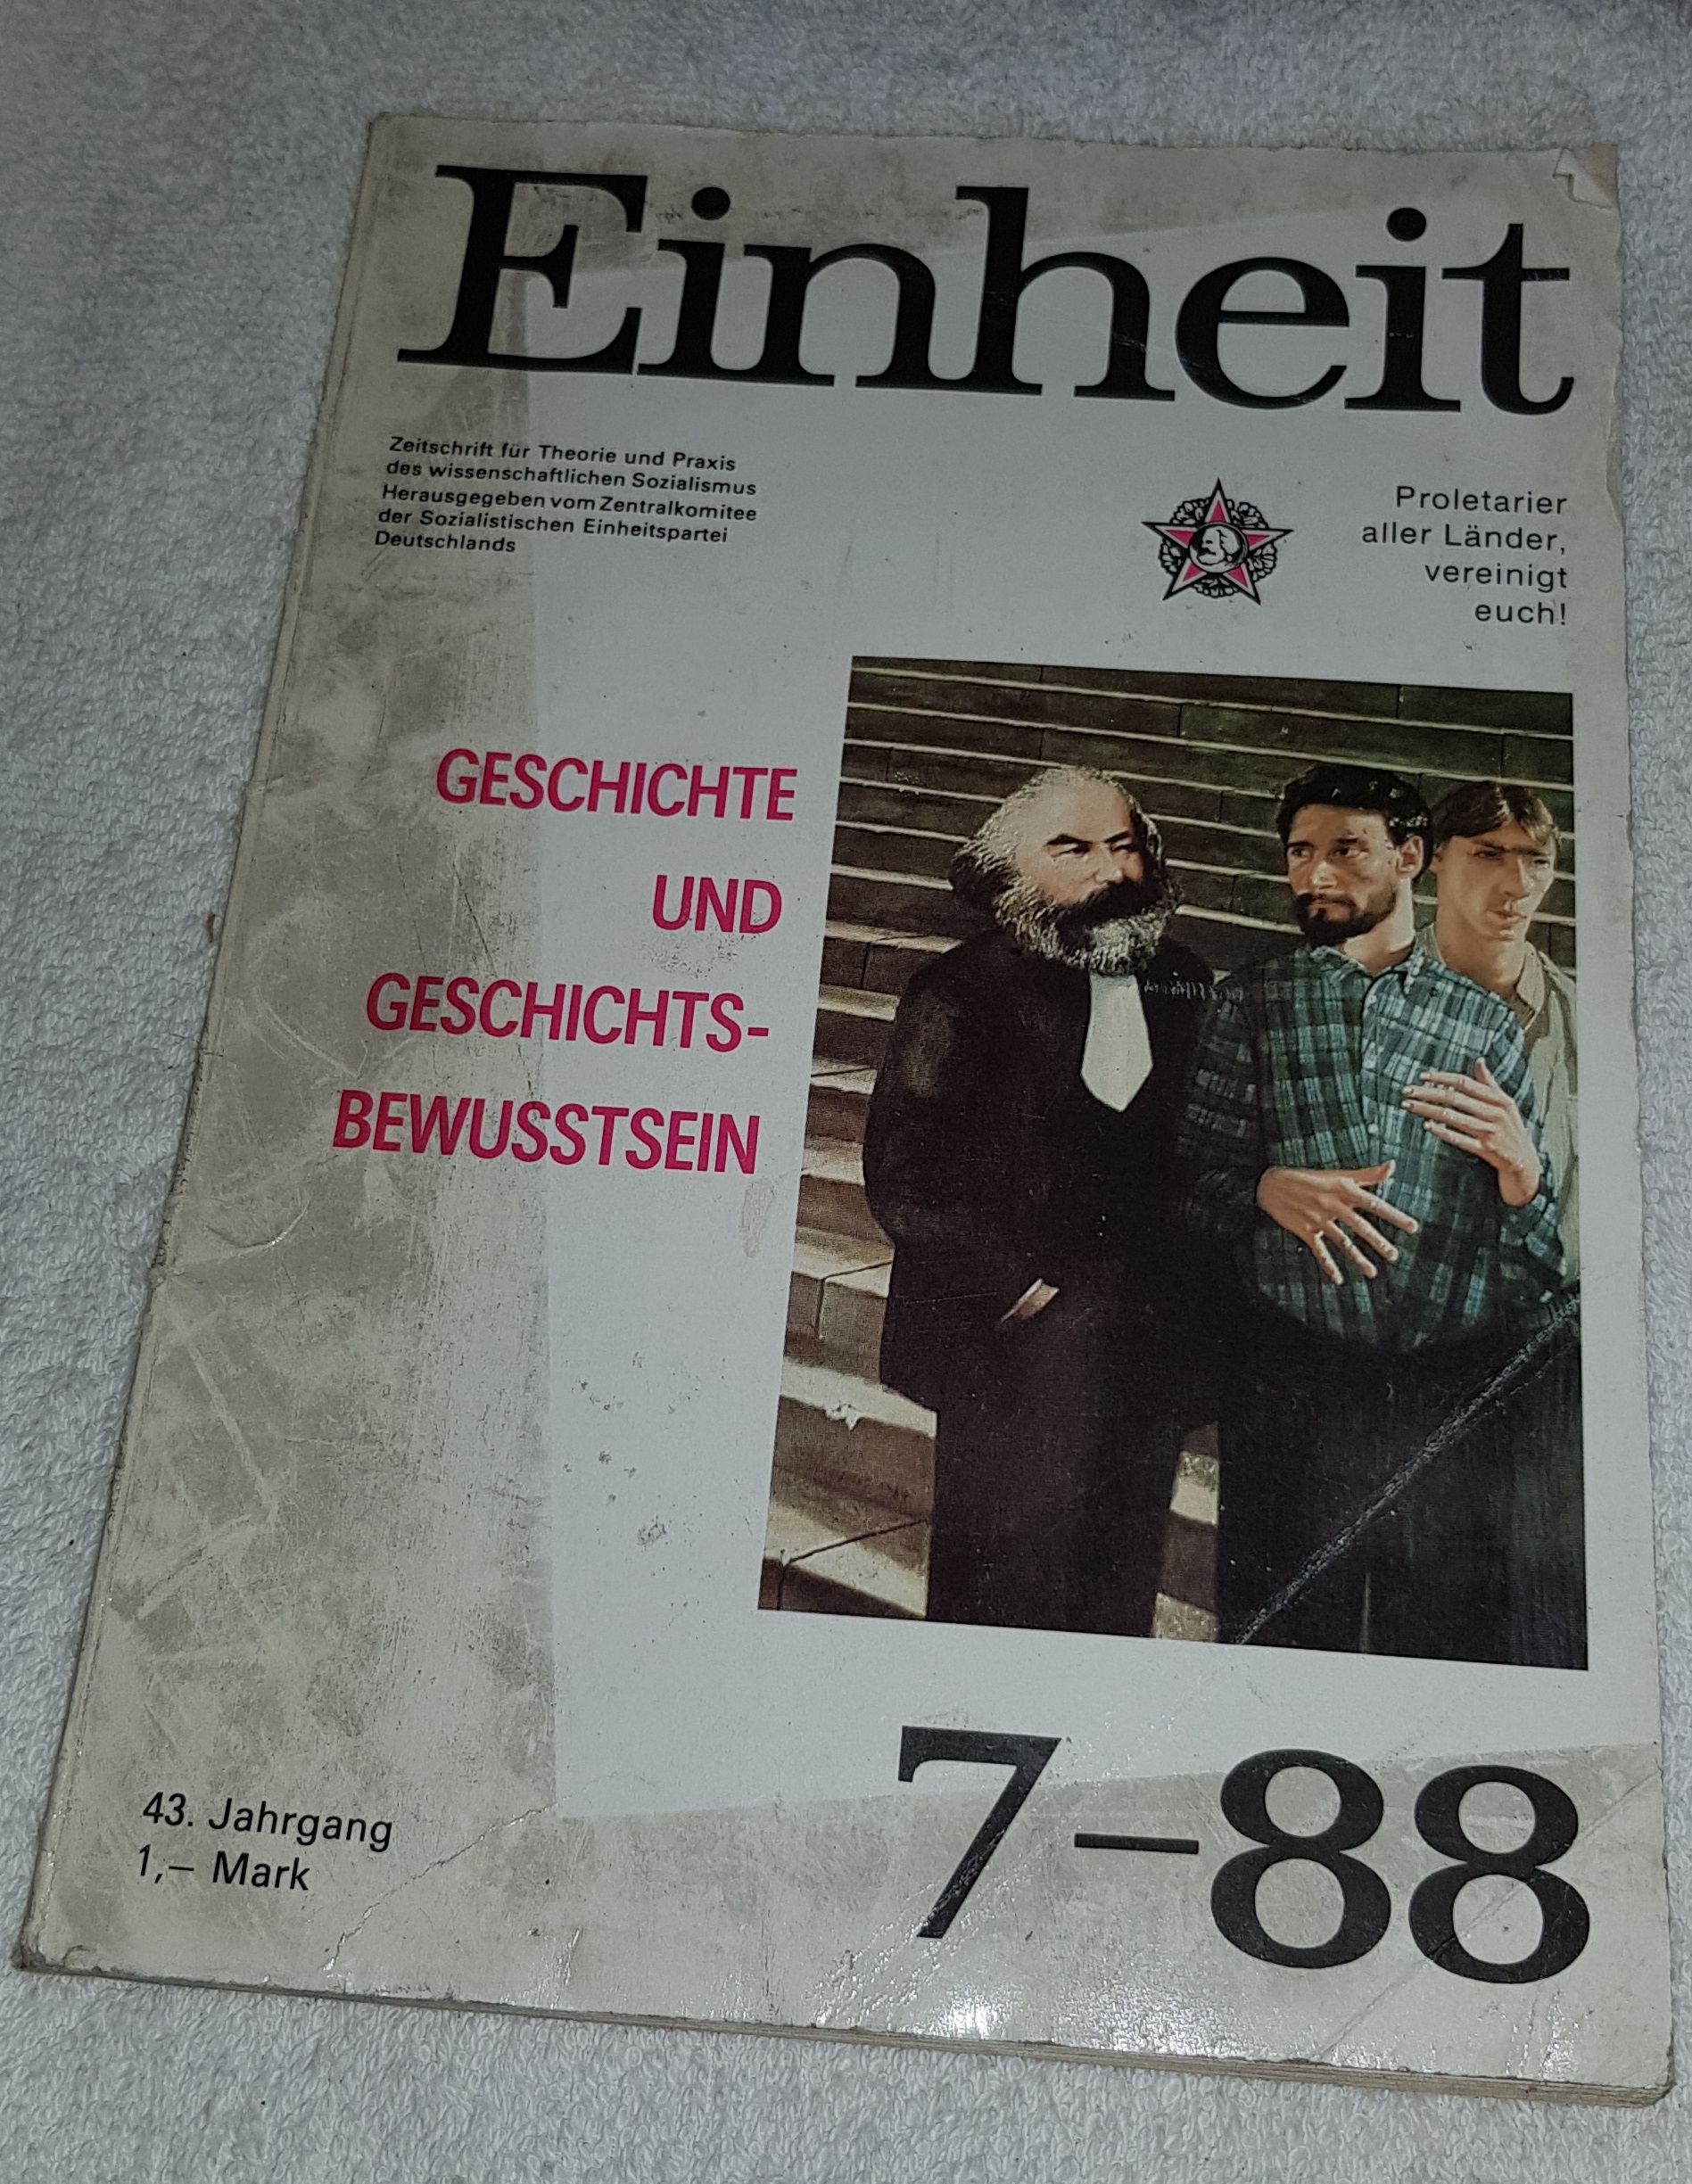 Einheit
Zeitschrift für Theorie und Praxis
des wissenschaftlichen Sozialismus
Herausgegeben vom Zentralkomitee
der Sozialistischen Einheitspartei
Deutschlands
Proletarier
aller Länder,
vereinigt
euch!
GESCHICHTE
UND
GESCHICHTS-
BEWUSSTSEIN
43. Jahrgang
1,– Mark
7–88